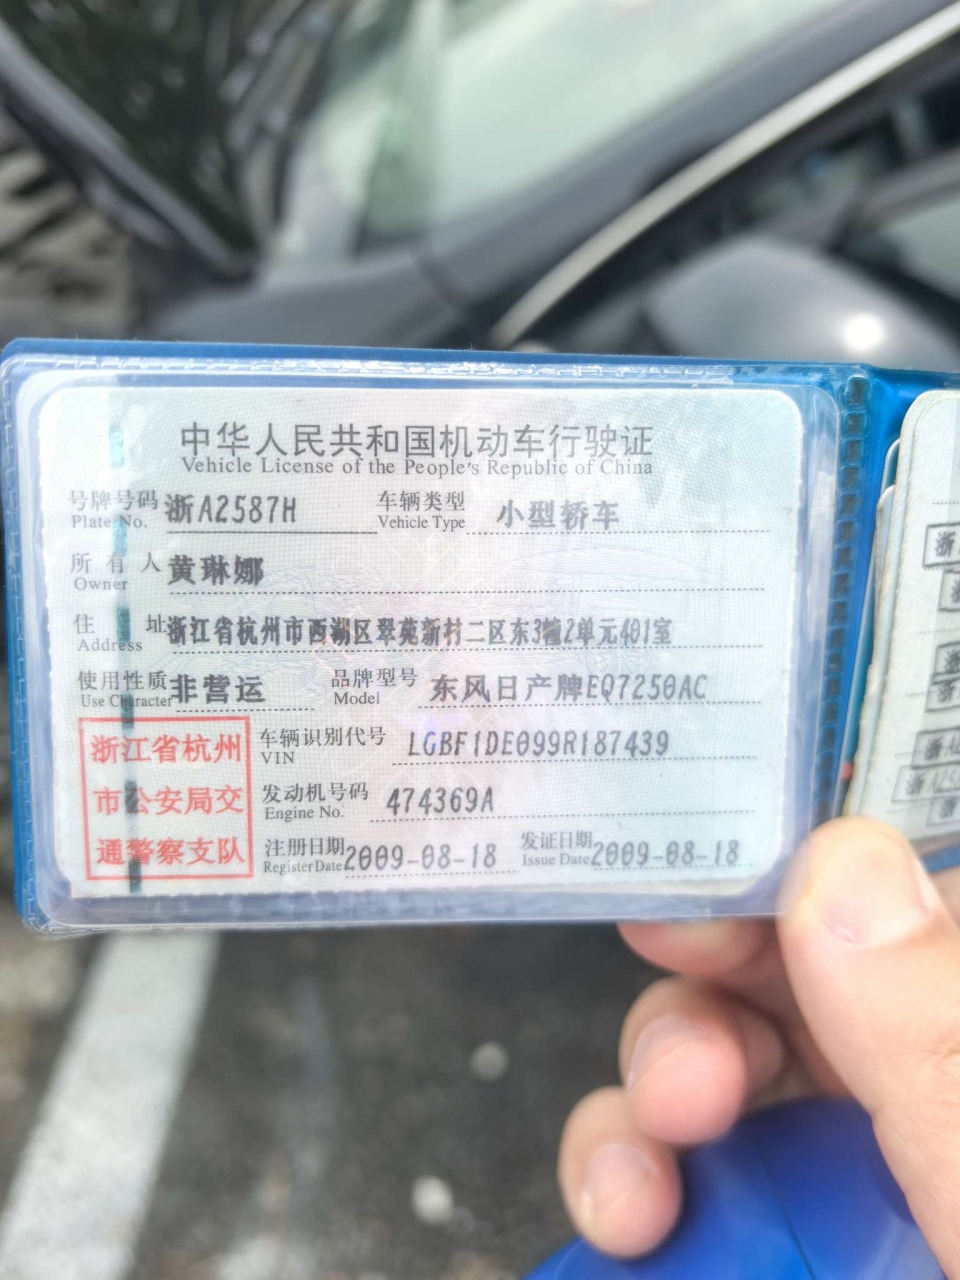 中华人民共和国机动车行驶证
Vehicle License of the People's Republic of China
号牌号码 浙A2587H 车辆类型 小型轿车
Plate No. Vehicle Type
所有人 黄琳娜
Owner
住址 浙江省杭州市西湖区翠苑新村二区东3幢2单元401室
Address
使用性质 非营运 品牌型号 东风日产牌EQ7250AC
Use Character Model
浙江省杭州
市公安局交
通警察支队
车辆识别代号 LGBF1DE099R187439
VIN
发动机号码 474369A
Engine No.
注册日期 2009-08-18 发证日期 2009-08-18
Register Date Issue Date